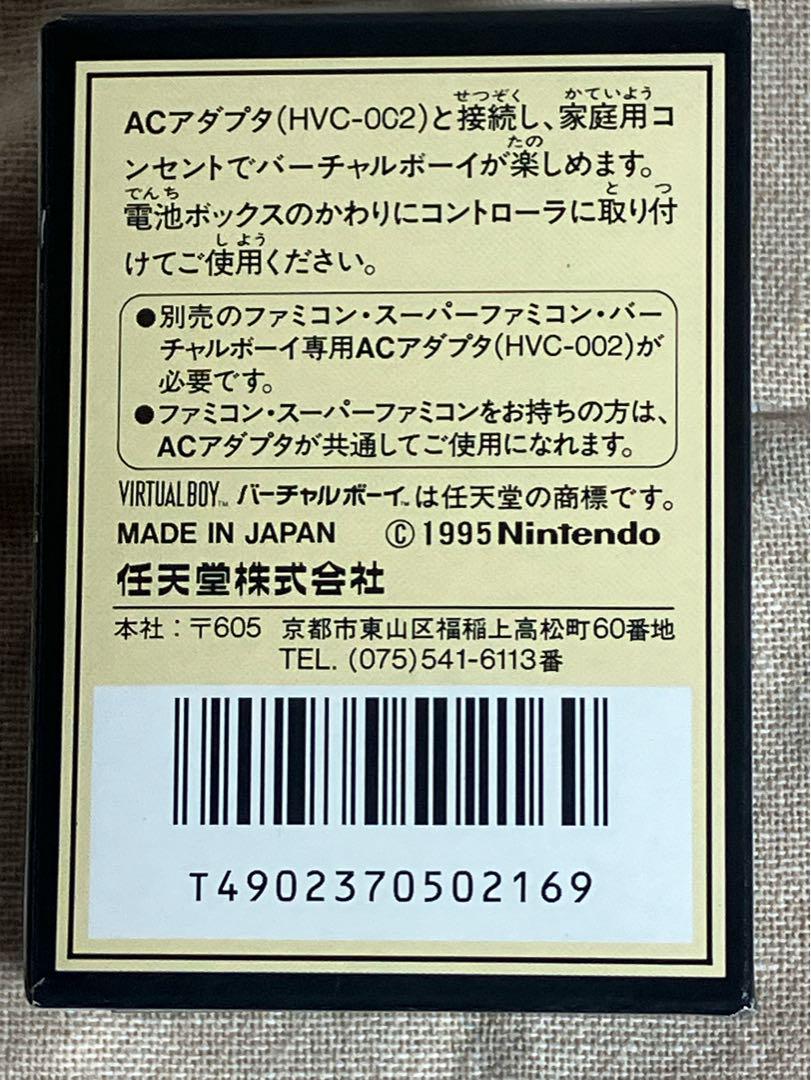 ACアダプタ(HVC-002)と接続し、家庭用コ
せつぞく かていよう
ンセントでバーチャルボーイが楽しめます。
たの
電池ボックスのかわりにコントローラに取り付
でんち と つ
けてご使用ください。
しよう
●別売のファミコン・スーパーファミコン・バー
チャルボーイ専用ACアダプタ(HVC-002)が
必要です。
●ファミコン・スーパーファミコンをお持ちの方は、
ACアダプタが共通してご使用になれます。
VIRTUAL BOY™ バーチャルボーイ™は任天堂の商標です。
MADE IN JAPAN ©1995 Nintendo
任天堂株式会社
本社:〒605 京都市東山区福稲上高松町60番地
TEL. (075)541-6113番
T4902370502169